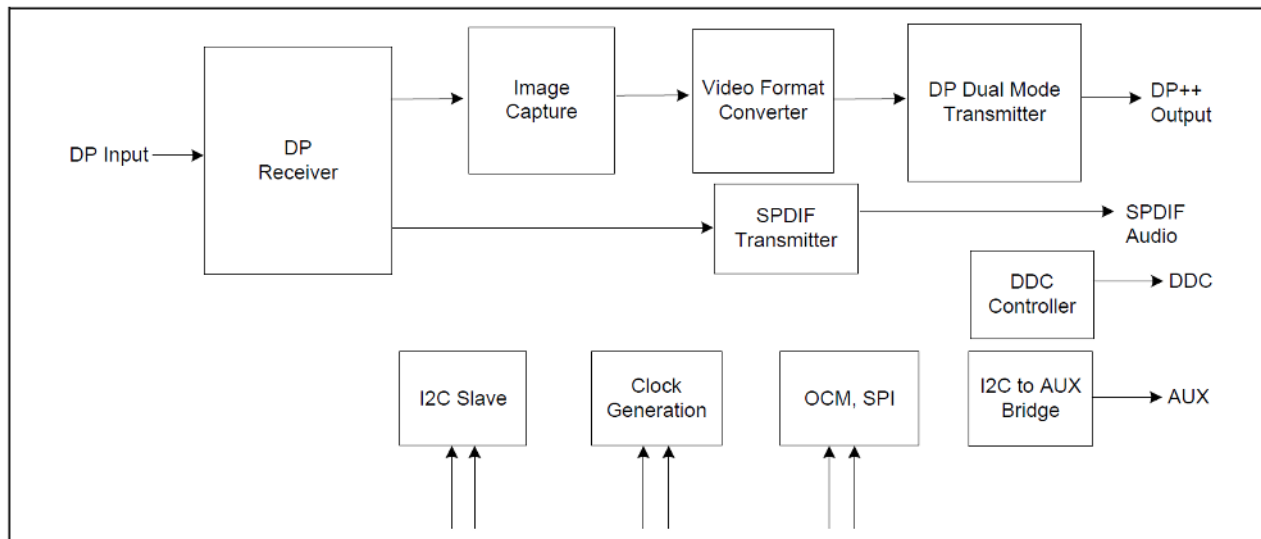 Image
Capture
Video Format
Converter
DP Dual Mode
Transmitter
DP++
Output
DP Input
DP
Receiver
SPDIF
Transmitter
SPDIF
Audio
DDC
Controller
DDC
I2C Slave
Clock
Generation
OCM, SPI
I2C to AUX
Bridge
AUX